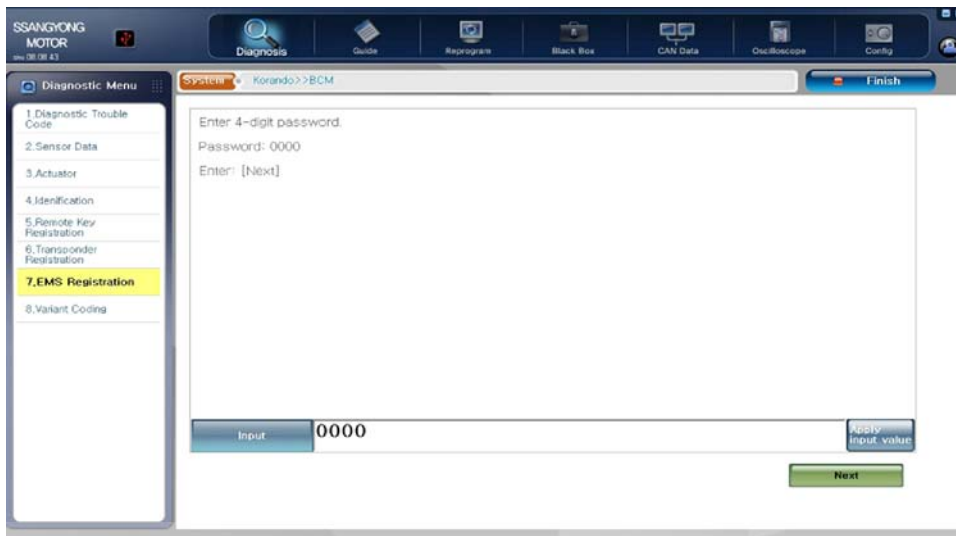 SSANGYONG
MOTOR
Diagnosis
Guide
Reprogram
Black Box
CAN Data
Oscilloscope
Config
Diagnostic Menu
System
Korando>>BCM
Finish
1.Diagnostic Trouble
Code
2.Sensor Data
3.Actuator
4.Idenification
5.Remote Key
Registration
6.Transponder
Registration
7.EMS Registration
8.Variant Coding
Enter 4-digit password.
Password: 0000
Enter: [Next]
Input
0000
Apply
input value
Next